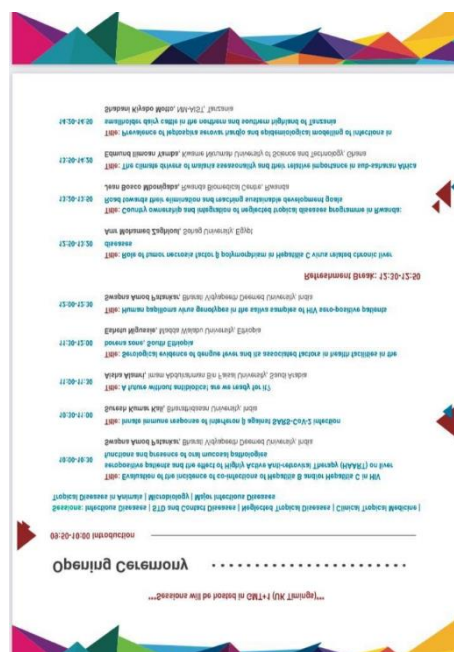 ***Sessions will be hosted in GMT+1 (UK Timings)***
Opening Ceremony
09:50-10:00 Introduction
Sessions: Infectious Diseases | STD and Contact Diseases | Neglected Tropical Diseases | Clinical Tropical Medicine |
Tropical Diseases in Animals | Microbiology | Major Infectious Diseases
Title: Evaluation of the incidence of co-infections of Hepatitis B and/or Hepatitis C in HIV
seropositive patients and the effect of Highly Active Anti-retroviral Therapy (HAART) on liver
10:00-10:30 functions and presence of oral mucosal pathologies
Swapna Amod Patankar, Bharati Vidyapeeth Deemed University, India
Title: Innate immune response of interferon β against SARS-CoV-2 infection
10:30-11:00
Suresh Kumar Kali, Bharathidasan University, India
Title: A future without antibiotics! are we ready for it?
11:00-11:30
Aisha Alamri, Imam Abdulrahman Bin Faisal University, Saudi Arabia
Title: Serological evidence of dengue fever and its associated factors in health facilities in the
11:30-12:00 borena zone, South Ethiopia
Eshetu Nigussie, Madda Walabu University, Ethiopia
Title: Human papilloma virus genotypes in the saliva samples of HIV sero-positive patients
12:00-12:30
Swapna Amod Patankar, Bharati Vidyapeeth Deemed University, India
Refreshment Break: 12:30-12:50
Title: Role of tumor necrosis factor β polymorphism in Hepatitis C virus related chronic liver
12:50-13:20 diseases
Amr Mohamed Zaghloul, Sohag University, Egypt
Title: Country ownership and integration of neglected tropical diseases programme in Rwanda:
13:20-13:50 Road towards their elimination and reaching sustainable development goals
Jean Bosco Mbonigaba, Rwanda Biomedical Centre, Rwanda
Title: The climate drivers of malaria seasonality and their relative importance in sub-saharan Africa
13:50-14:20
Edmund Ilimoan Yamba, Kwame Nkrumah University of Science and Technology, Ghana
Title: Prevalence of leptospira serovar hardjo and epidemiological modelling of infections in
14:20-14:50 smallholder dairy cattle in the northern and southern highland of Tanzania
Shabani Kiyabo Motto, NM-AIST, Tanzania